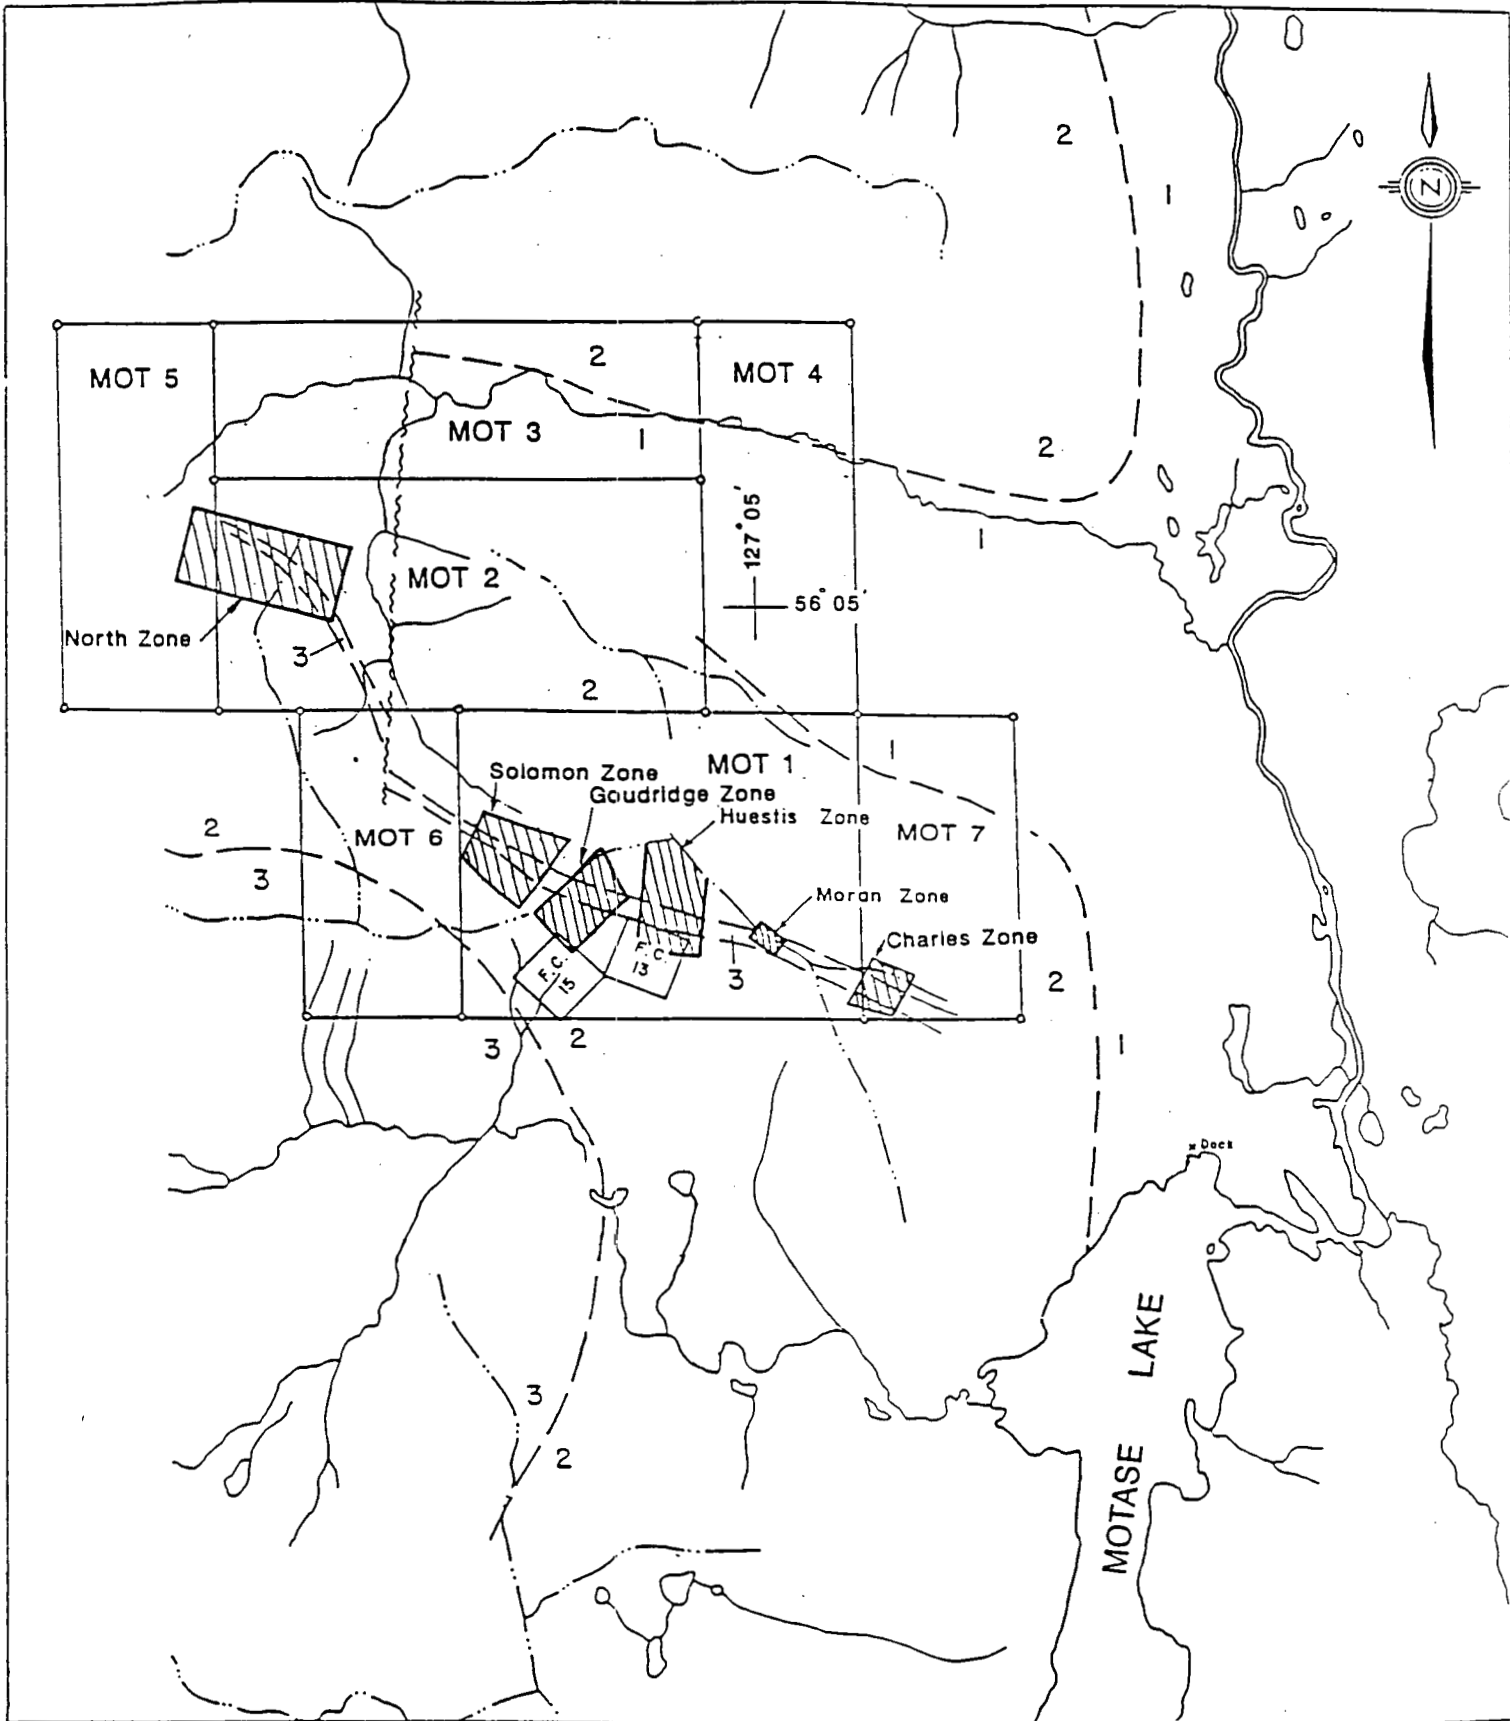 2
1
N
2
MOT 5
MOT 4
MOT 3
1
2
127°05'
1
MOT 2
56°05'
North Zone
3
2
MOT 1
1
Solomon Zone
Goudridge Zone
Huestis Zone
2
MOT 6
MOT 7
3
Moran Zone
Charles Zone
F.C.
13
F.C.
15
3
2
3
2
1
x Dock
MOTASE LAKE
3
2